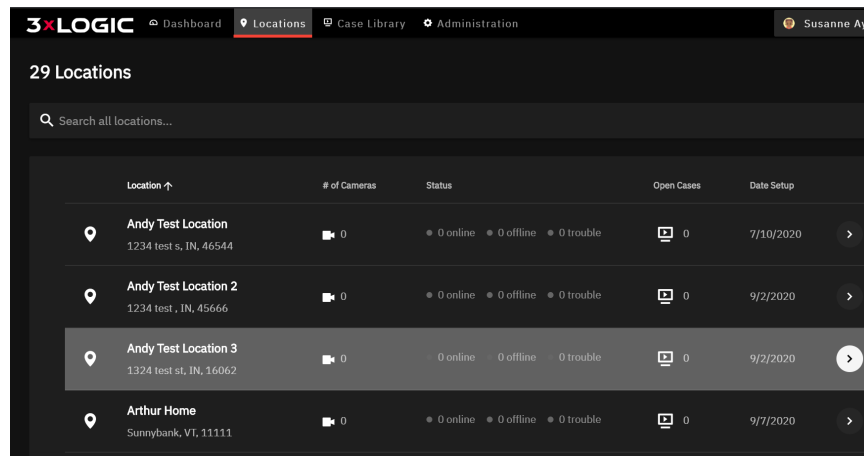 3xLOGIC Dashboard Locations Case Library Administration Susanne Ay
29 Locations
Search all locations...
Location # of Cameras Status Open Cases Date Setup
Andy Test Location
1234 test s, IN, 46544 0 0 online 0 offline 0 trouble 0 7/10/2020
Andy Test Location 2
1234 test , IN, 45666 0 0 online 0 offline 0 trouble 0 9/2/2020
Andy Test Location 3
1324 test st, IN, 16062 0 0 online 0 offline 0 trouble 0 9/2/2020
Arthur Home
Sunnybank, VT, 11111 0 0 online 0 offline 0 trouble 0 9/7/2020